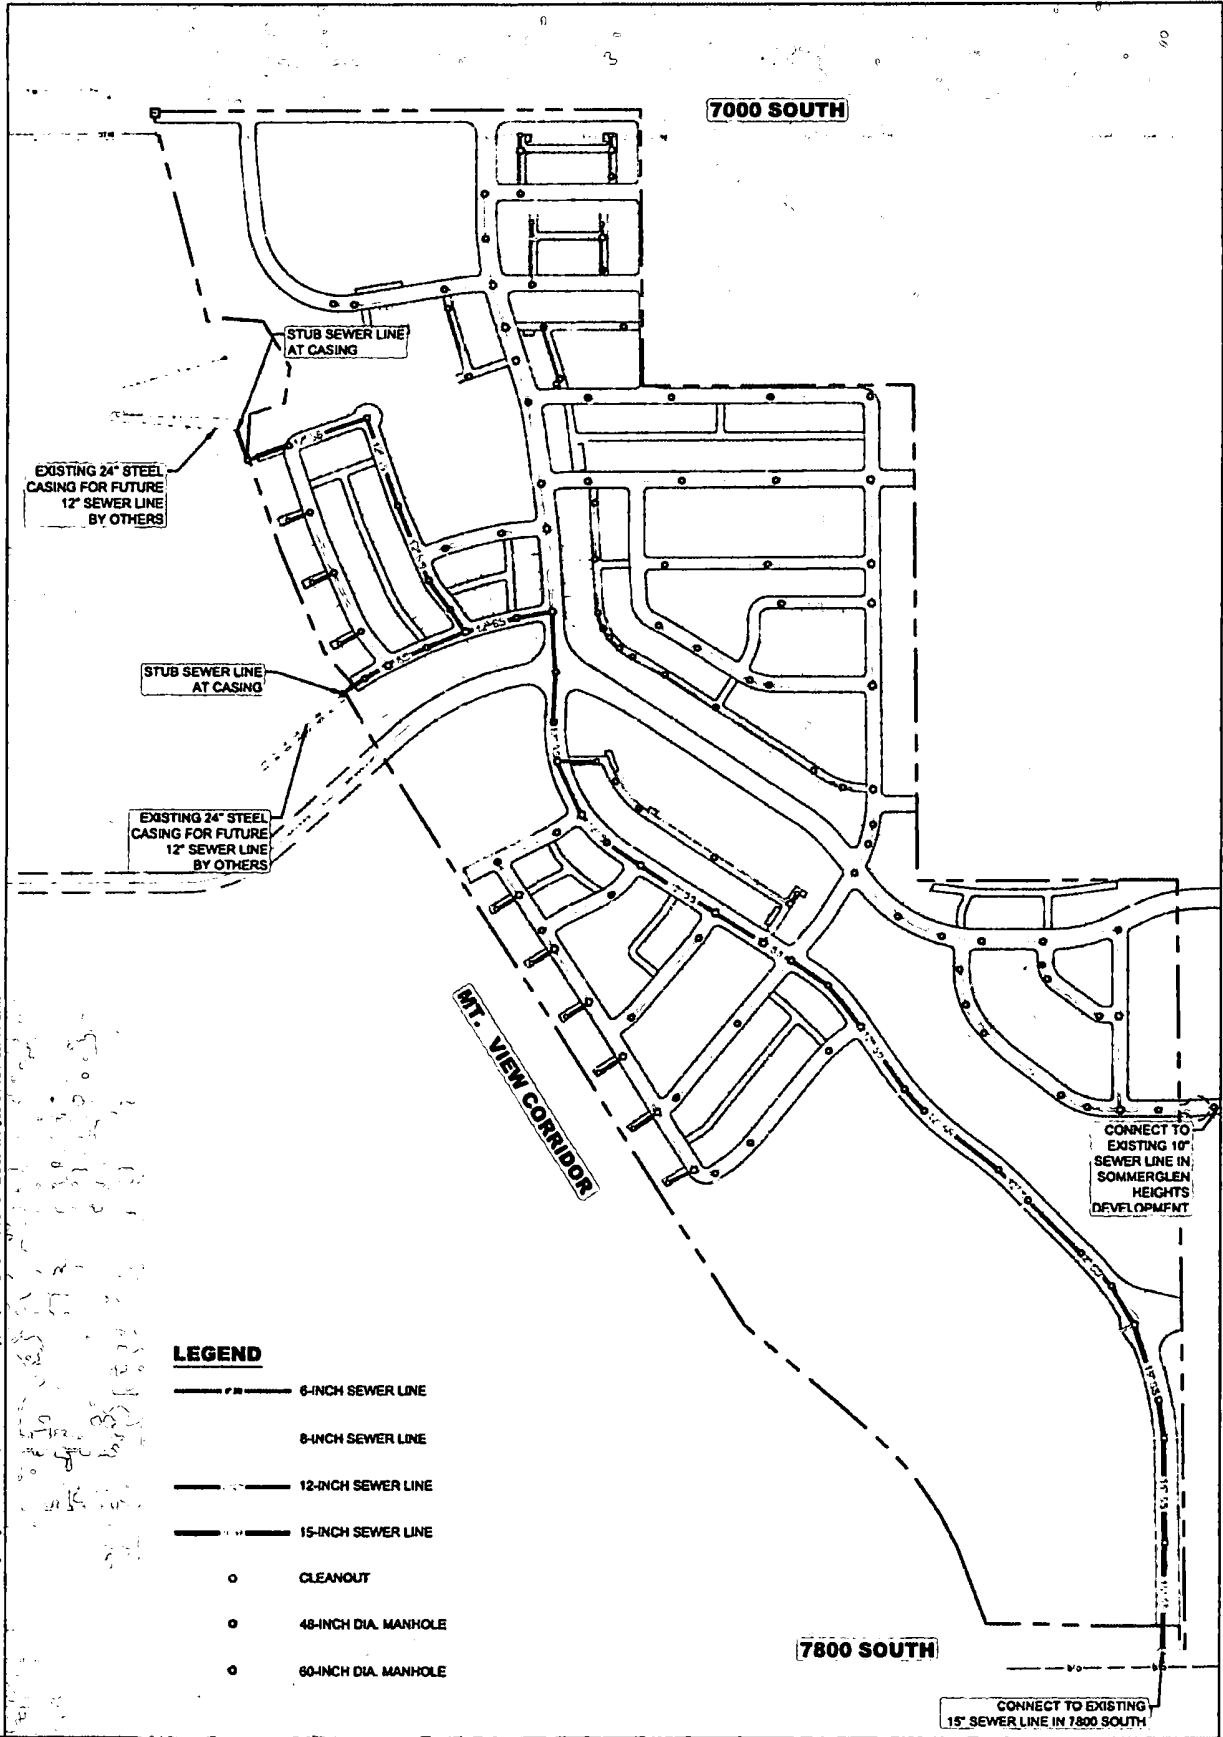 7000 SOUTH
STUB SEWER LINE
AT CASING
EXISTING 24" STEEL
CASING FOR FUTURE
12" SEWER LINE
BY OTHERS
STUB SEWER LINE
AT CASING
EXISTING 24" STEEL
CASING FOR FUTURE
12" SEWER LINE
BY OTHERS
MT. VIEW CORRIDOR
CONNECT TO
EXISTING 10"
SEWER LINE IN
SOMMERGLEN
HEIGHTS
DEVELOPMENT
LEGEND
6-INCH SEWER LINE
8-INCH SEWER LINE
12-INCH SEWER LINE
15-INCH SEWER LINE
CLEANOUT
48-INCH DIA. MANHOLE
60-INCH DIA. MANHOLE
7800 SOUTH
CONNECT TO EXISTING
15" SEWER LINE IN 7800 SOUTH